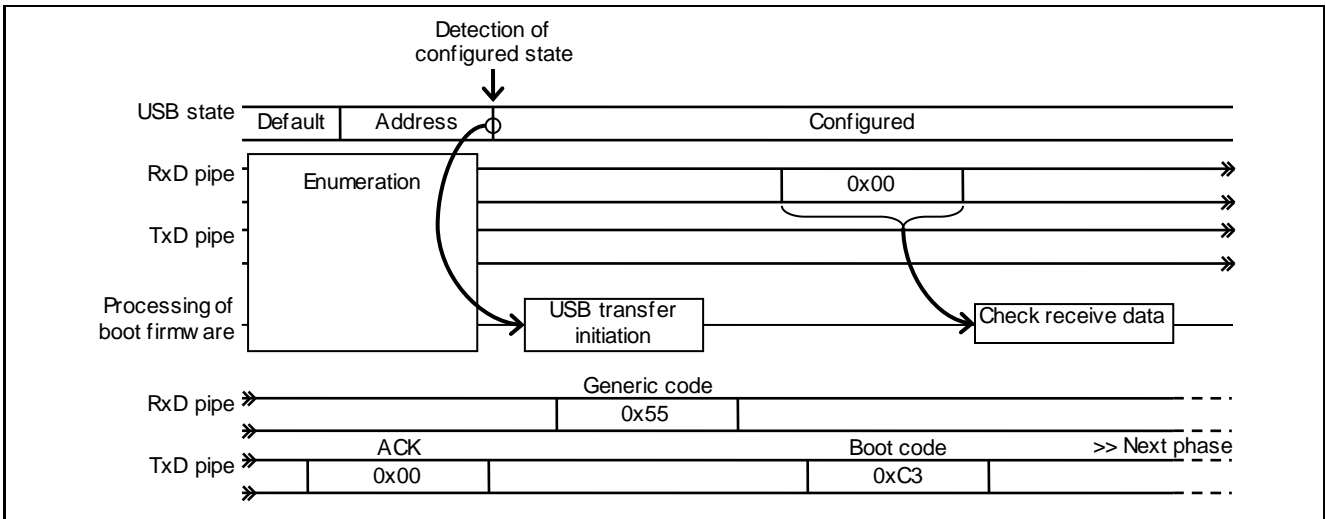 Detection of
configured state
USB state
Default
Address
Configured
RxD pipe
Enumeration
0x00
TxD pipe
Processing of
boot firmware
USB transfer
initiation
Check receive data
Generic code
RxD pipe
0x55
ACK
Boot code
>> Next phase
TxD pipe
0x00
0xC3